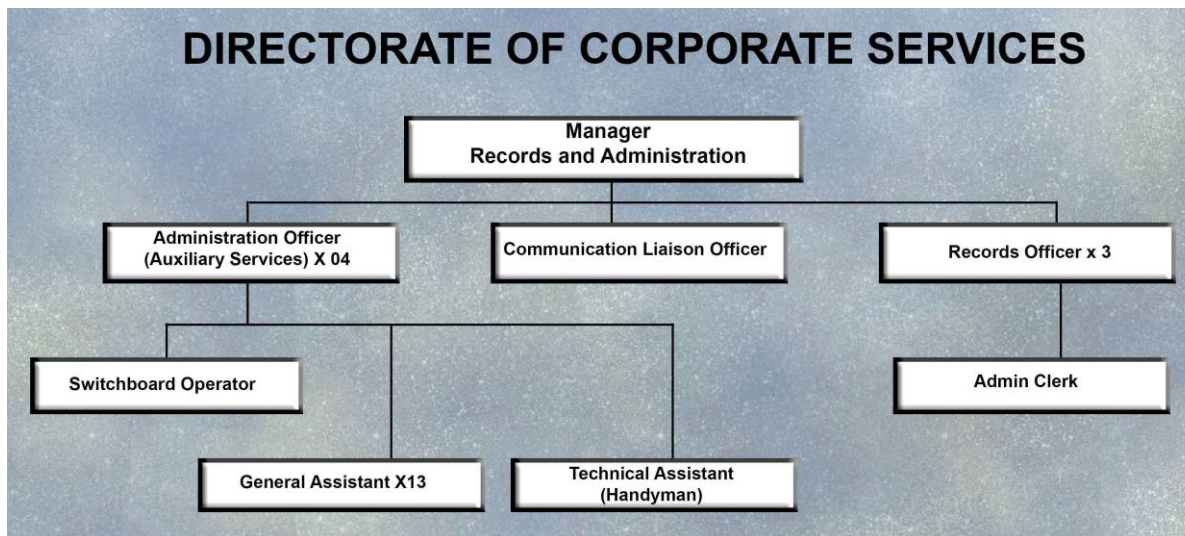 DIRECTORATE OF CORPORATE SERVICES
Manager
Records and Administration
Administration Officer
(Auxiliary Services) X 04
Communication Liaison Officer
Records Officer x 3
Switchboard Operator
Admin Clerk
General Assistant X13
Technical Assistant
(Handyman)